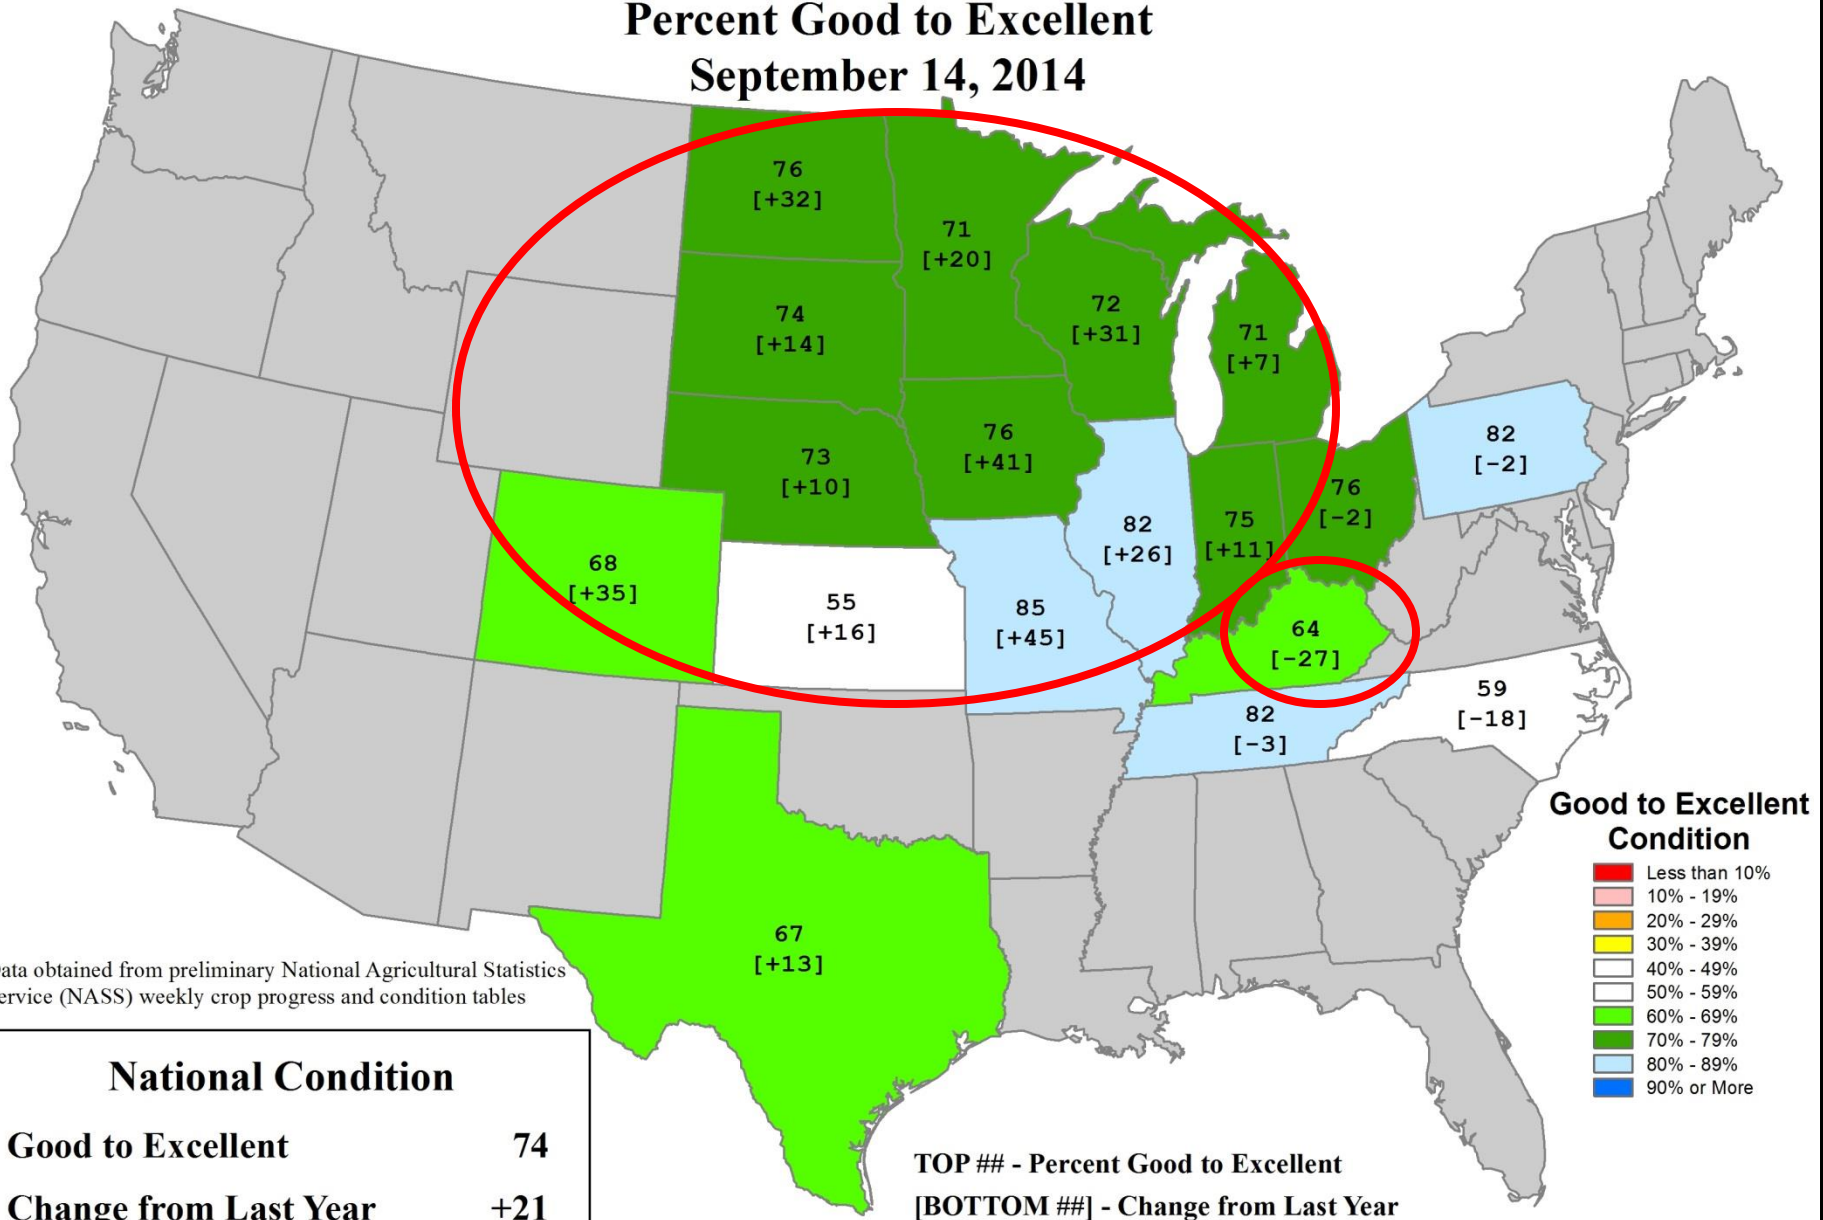 Percent Good to Excellent
September 14, 2014
76
[+32]
71
[+20]
74
[+14]
72
[+31]
71
[+7]
73
[+10]
76
[+41]
82
[-2]
82
[+26]
75
[+11]
76
[-2]
68
[+35]
55
[+16]
85
[+45]
64
[-27]
82
[-3]
59
[-18]
67
[+13]
Good to Excellent
Condition
Less than 10%
10% - 19%
20% - 29%
30% - 39%
40% - 49%
50% - 59%
60% - 69%
70% - 79%
80% - 89%
90% or More
ata obtained from preliminary National Agricultural Statistics
ervice (NASS) weekly crop progress and condition tables
National Condition
Good to Excellent 74
Change from Last Year +21
TOP ## - Percent Good to Excellent
[BOTTOM ##] - Change from Last Year